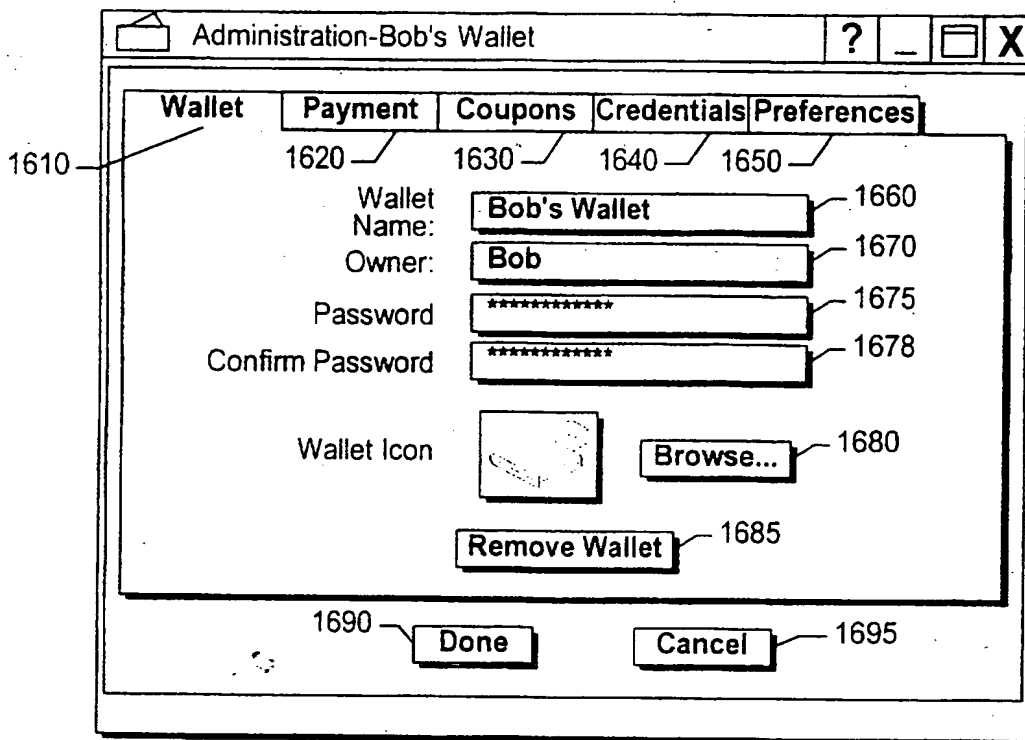 Administration-Bob's Wallet ? _ X
Wallet Payment Coupons Credentials Preferences
1610 1620 1630 1640 1650
Wallet Name: Bob's Wallet 1660
Owner: Bob 1670
Password ************ 1675
Confirm Password ************ 1678
Wallet Icon Browse... 1680
Remove Wallet 1685
1690 Done Cancel 1695